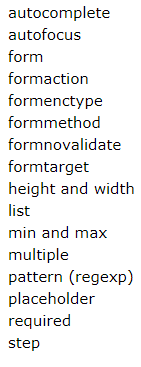 autocomplete
autofocus
form
formaction
formenctype
formmethod
formnovalidate
formtarget
height and width
list
min and max
multiple
pattern (regexp)
placeholder
required
step